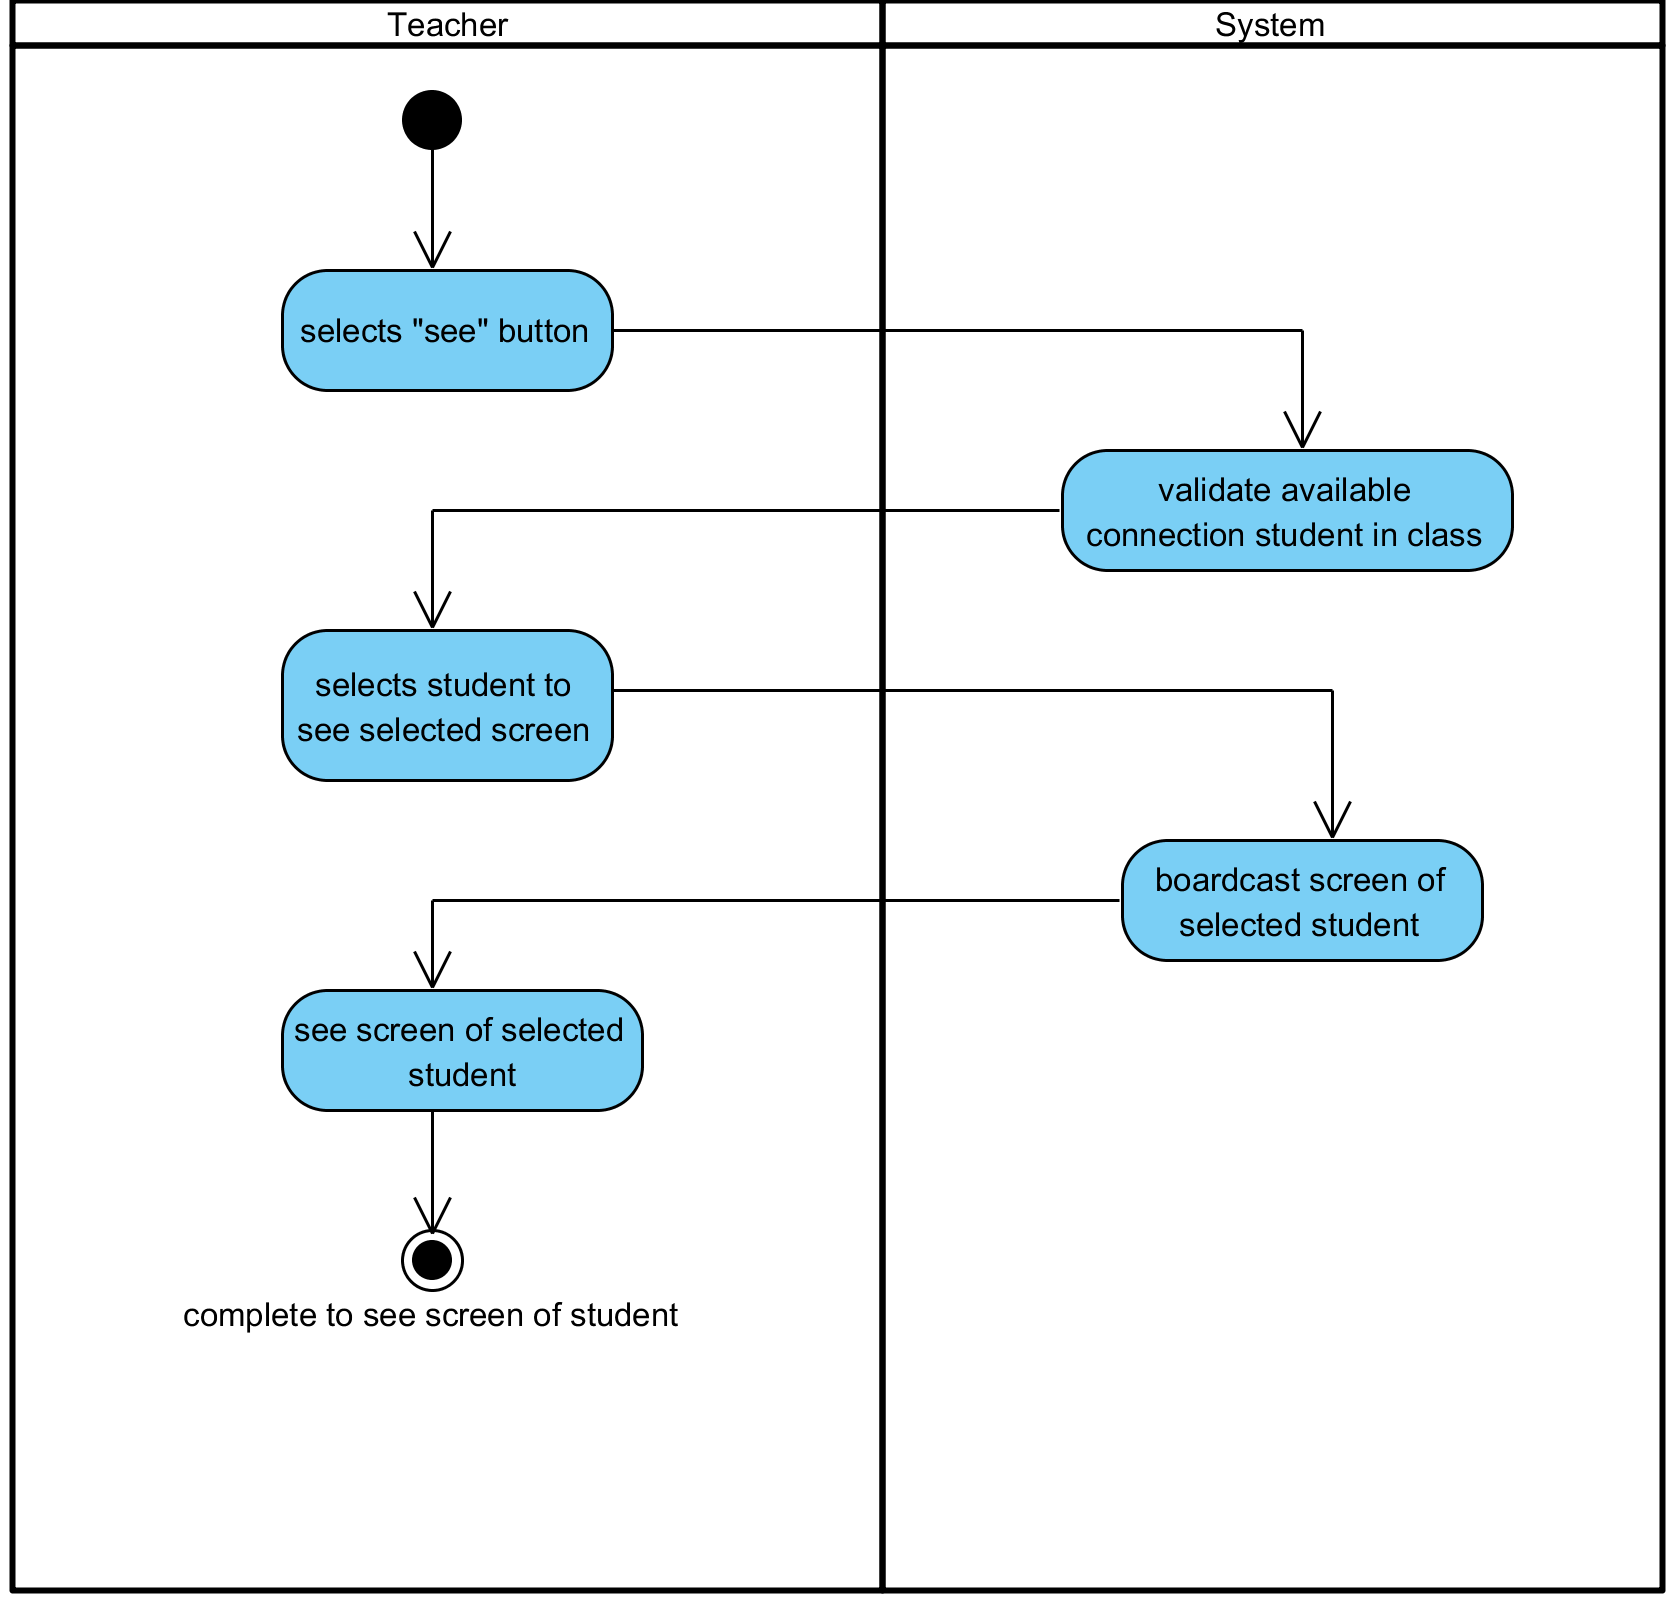 Teacher
System
selects "see" button
validate available
connection student in class
selects student to
see selected screen
boardcast screen of
selected student
see screen of selected
student
complete to see screen of student